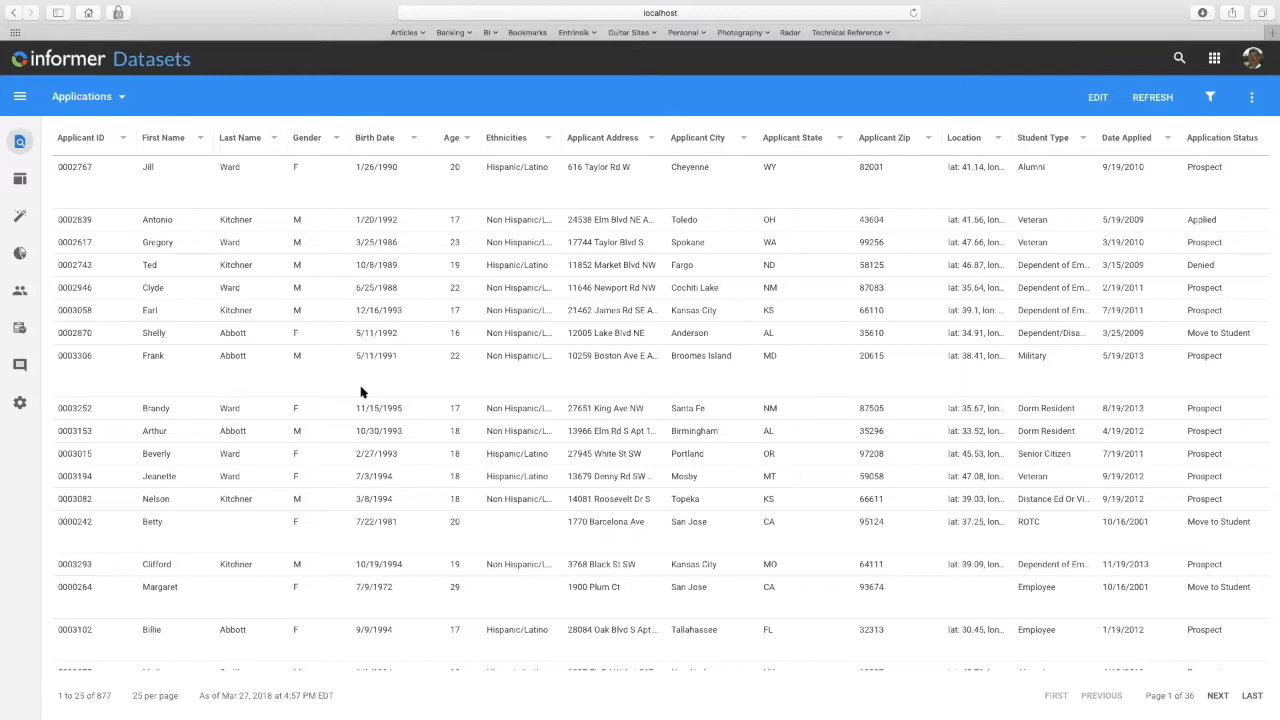 localhost
Articles Banking BI Bookmarks Entrinsik Guitar Sites Personal Photography Radar Technical Reference
informer Datasets
Applications EDIT REFRESH
Applicant ID First Name Last Name Gender Birth Date Age Ethnicities Applicant Address Applicant City Applicant State Applicant Zip Location Student Type Date Applied Application Status
0002767 Jill Ward F 1/26/1990 20 Hispanic/Latino 616 Taylor Rd W Cheyenne WY 82001 lat: 41.14, lon... Alumni 9/19/2010 Prospect
0002839 Antonio Kitchner M 1/20/1992 17 Non Hispanic/L... 24538 Elm Blvd NE A... Toledo OH 43604 lat: 41.66, lon... Veteran 5/19/2009 Applied
0002617 Gregory Ward M 3/25/1986 23 Non Hispanic/L... 17744 Taylor Blvd S Spokane WA 99256 lat: 47.66, lon... Veteran 3/19/2010 Prospect
0002743 Ted Kitchner M 10/8/1989 19 Hispanic/Latino 11852 Market Blvd NW Fargo ND 58125 lat: 46.87, lon... Dependent of Em... 3/15/2009 Denied
0002946 Clyde Ward M 6/25/1988 22 Non Hispanic/L... 11646 Newport Rd NW Cochiti Lake NM 87083 lat: 35.64, lon... Dependent of Em... 2/19/2011 Prospect
0003058 Earl Kitchner M 12/16/1993 17 Non Hispanic/L... 21462 James Rd SE A... Kansas City KS 66110 lat: 39.1, lon: ... Dependent of Em... 7/19/2011 Prospect
0002870 Shelly Abbott F 5/11/1992 16 Non Hispanic/L... 12005 Lake Blvd NE Anderson AL 35610 lat: 34.91, lon... Dependent/Disa... 3/25/2009 Move to Student
0003306 Frank Abbott M 5/11/1991 22 Non Hispanic/L... 10259 Boston Ave E A... Broomes Island MD 20615 lat: 38.41, lon... Military 5/19/2013 Prospect
0003252 Brandy Ward F 11/15/1995 17 Non Hispanic/L... 27651 King Ave NW Santa Fe NM 87505 lat: 35.67, lon... Dorm Resident 8/19/2013 Prospect
0003153 Arthur Abbott M 10/30/1993 18 Non Hispanic/L... 13966 Elm Rd S Apt 1... Birmingham AL 35296 lat: 33.52, lon... Dorm Resident 4/19/2012 Prospect
0003015 Beverly Ward F 2/27/1993 18 Hispanic/Latino 27945 White St SW Portland OR 97208 lat: 45.53, lon... Senior Citizen 7/19/2011 Prospect
0003194 Jeanette Ward F 7/3/1994 18 Hispanic/Latino 13679 Denny Rd SW ... Mosby MT 59058 lat: 47.08, lon... Veteran 9/19/2012 Prospect
0003082 Nelson Kitchner M 3/8/1994 18 Non Hispanic/L... 14081 Roosevelt Dr S Topeka KS 66611 lat: 39.03, lon... Distance Ed Or Vi... 9/19/2012 Prospect
0000242 Betty F 7/22/1981 20 1770 Barcelona Ave San Jose CA 95124 lat: 37.25, lon... ROTC 10/16/2001 Move to Student
0003293 Clifford Kitchner M 10/19/1994 19 Non Hispanic/L... 3768 Black St SW Kansas City MO 64111 lat: 39.09, lon... Dependent of Em... 11/19/2013 Prospect
0000264 Margaret F 7/9/1972 29 1900 Plum Ct San Jose CA 93674 Employee 10/16/2001 Move to Student
0003102 Billie Abbott F 9/9/1994 17 Hispanic/Latino 28084 Oak Blvd S Apt ... Tallahassee FL 32313 lat: 30.45, lon... Employee 1/19/2012 Prospect
1 to 25 of 877 25 per page As of Mar 27, 2018 at 4:57 PM EDT FIRST PREVIOUS Page 1 of 36 NEXT LAST